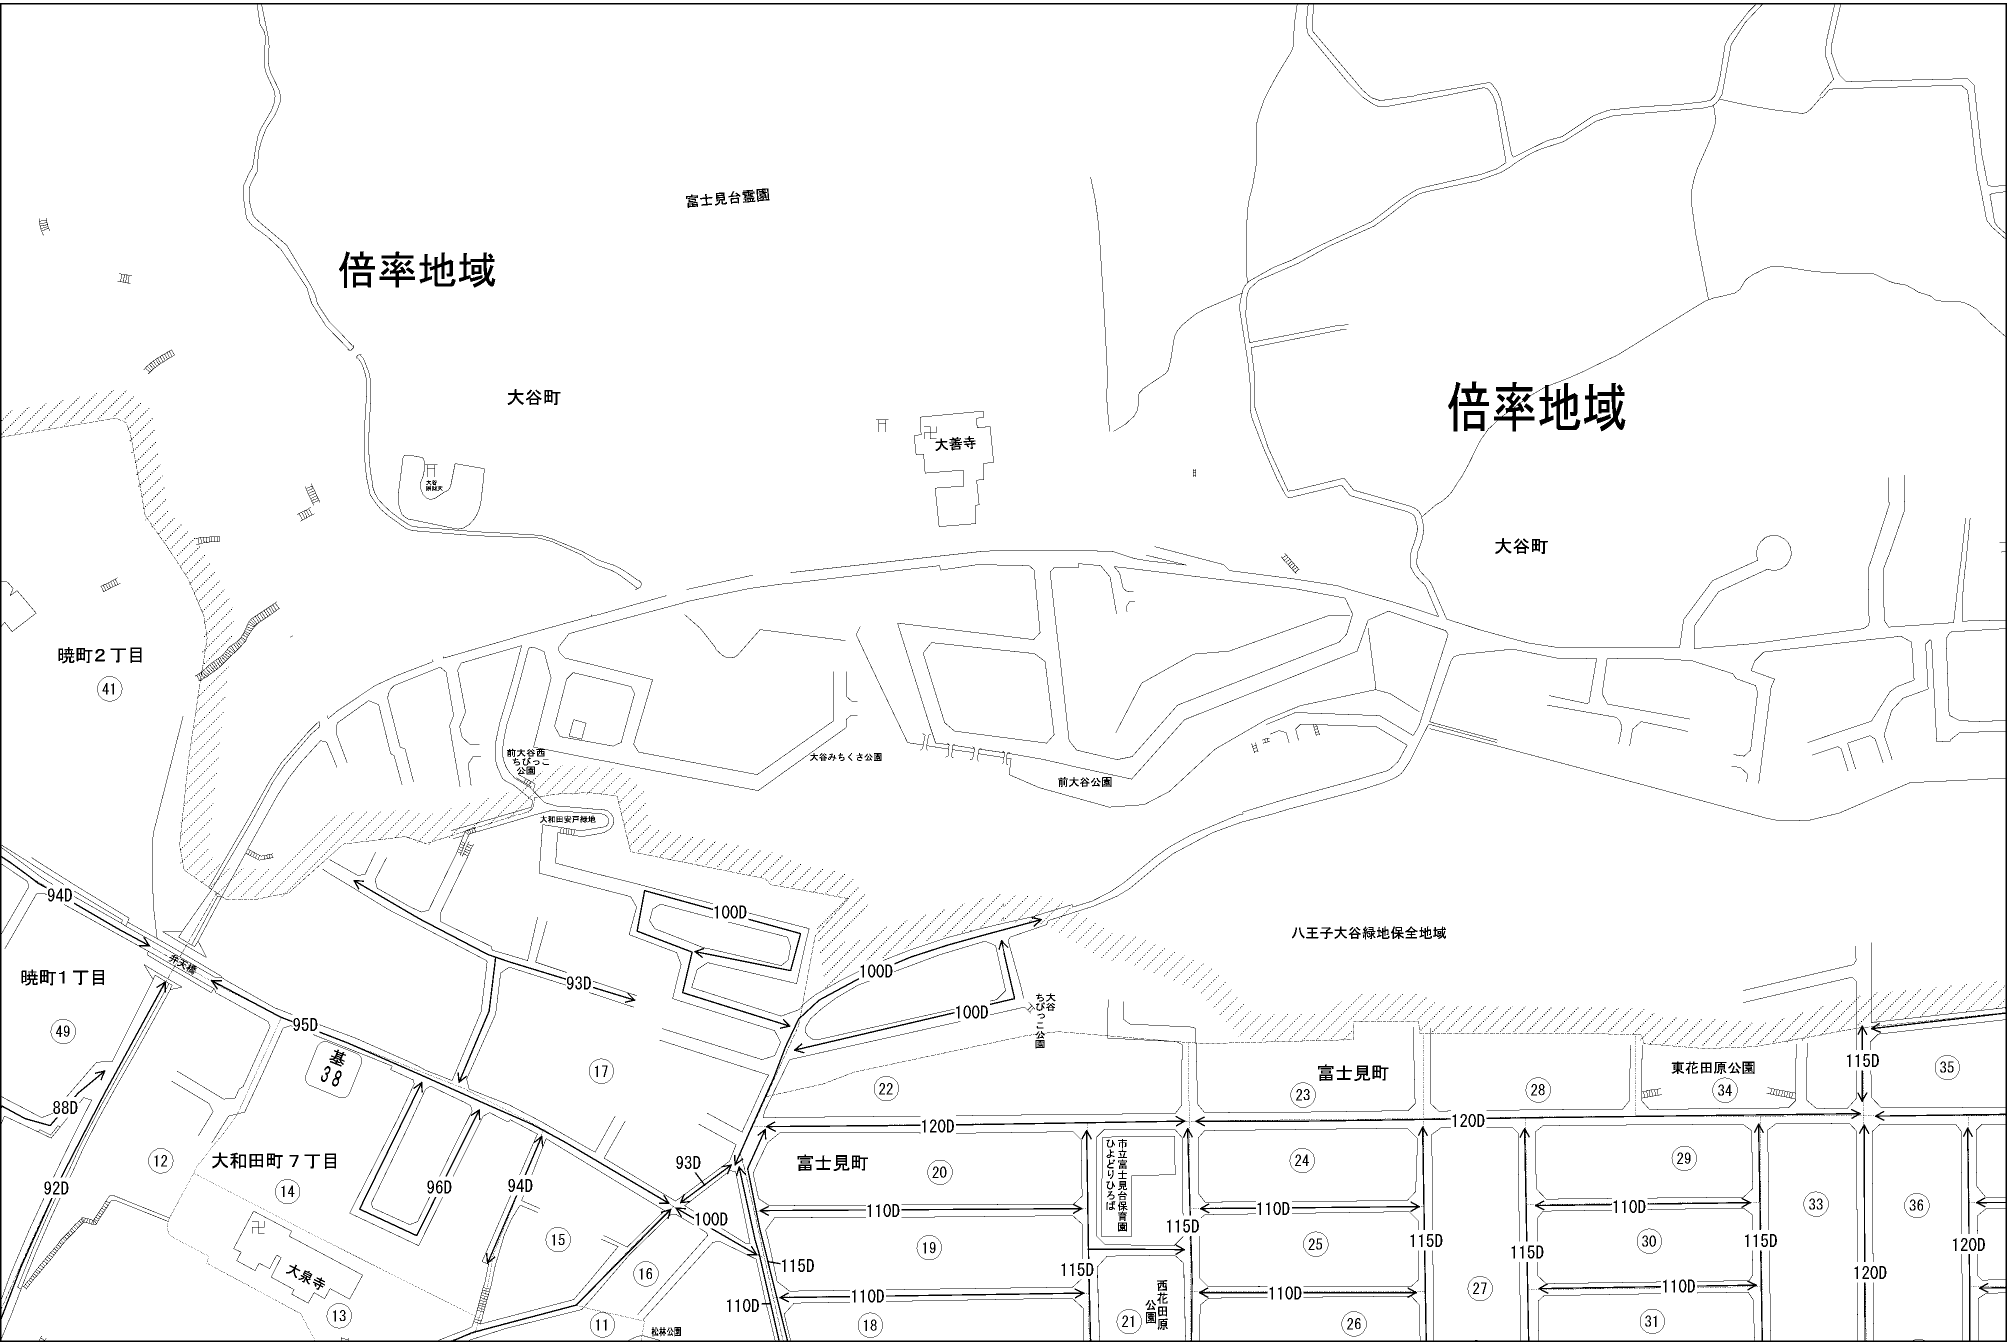 富士見台霊園
倍率地域
大谷町
倍率地域
大善寺
大谷町
暁町2丁目
41
前大谷西
ちびっこ
公園
大谷みちくさ公園
前大谷公園
大和田安戸緑地
94D
100D
八王子大谷緑地保全地域
弁天橋
暁町1丁目
100D
93D
100D
大谷
ちびっこ公園
49
95D
基
38
17
22
富士見町
23
28
東花田原公園
34
115D
35
88D
120D
120D
12
大和田町7丁目
14
92D
96D
94D
93D
富士見町
20
市立富士見台保育園
ひよどりひろば
24
29
33
36
100D
110D
110D
110D
15
19
115D
25
115D
115D
30
115D
120D
120D
大泉寺
16
115D
115D
27
13
110D
110D
110D
110D
西花田原
公園
11
松林公園
18
21
26
31